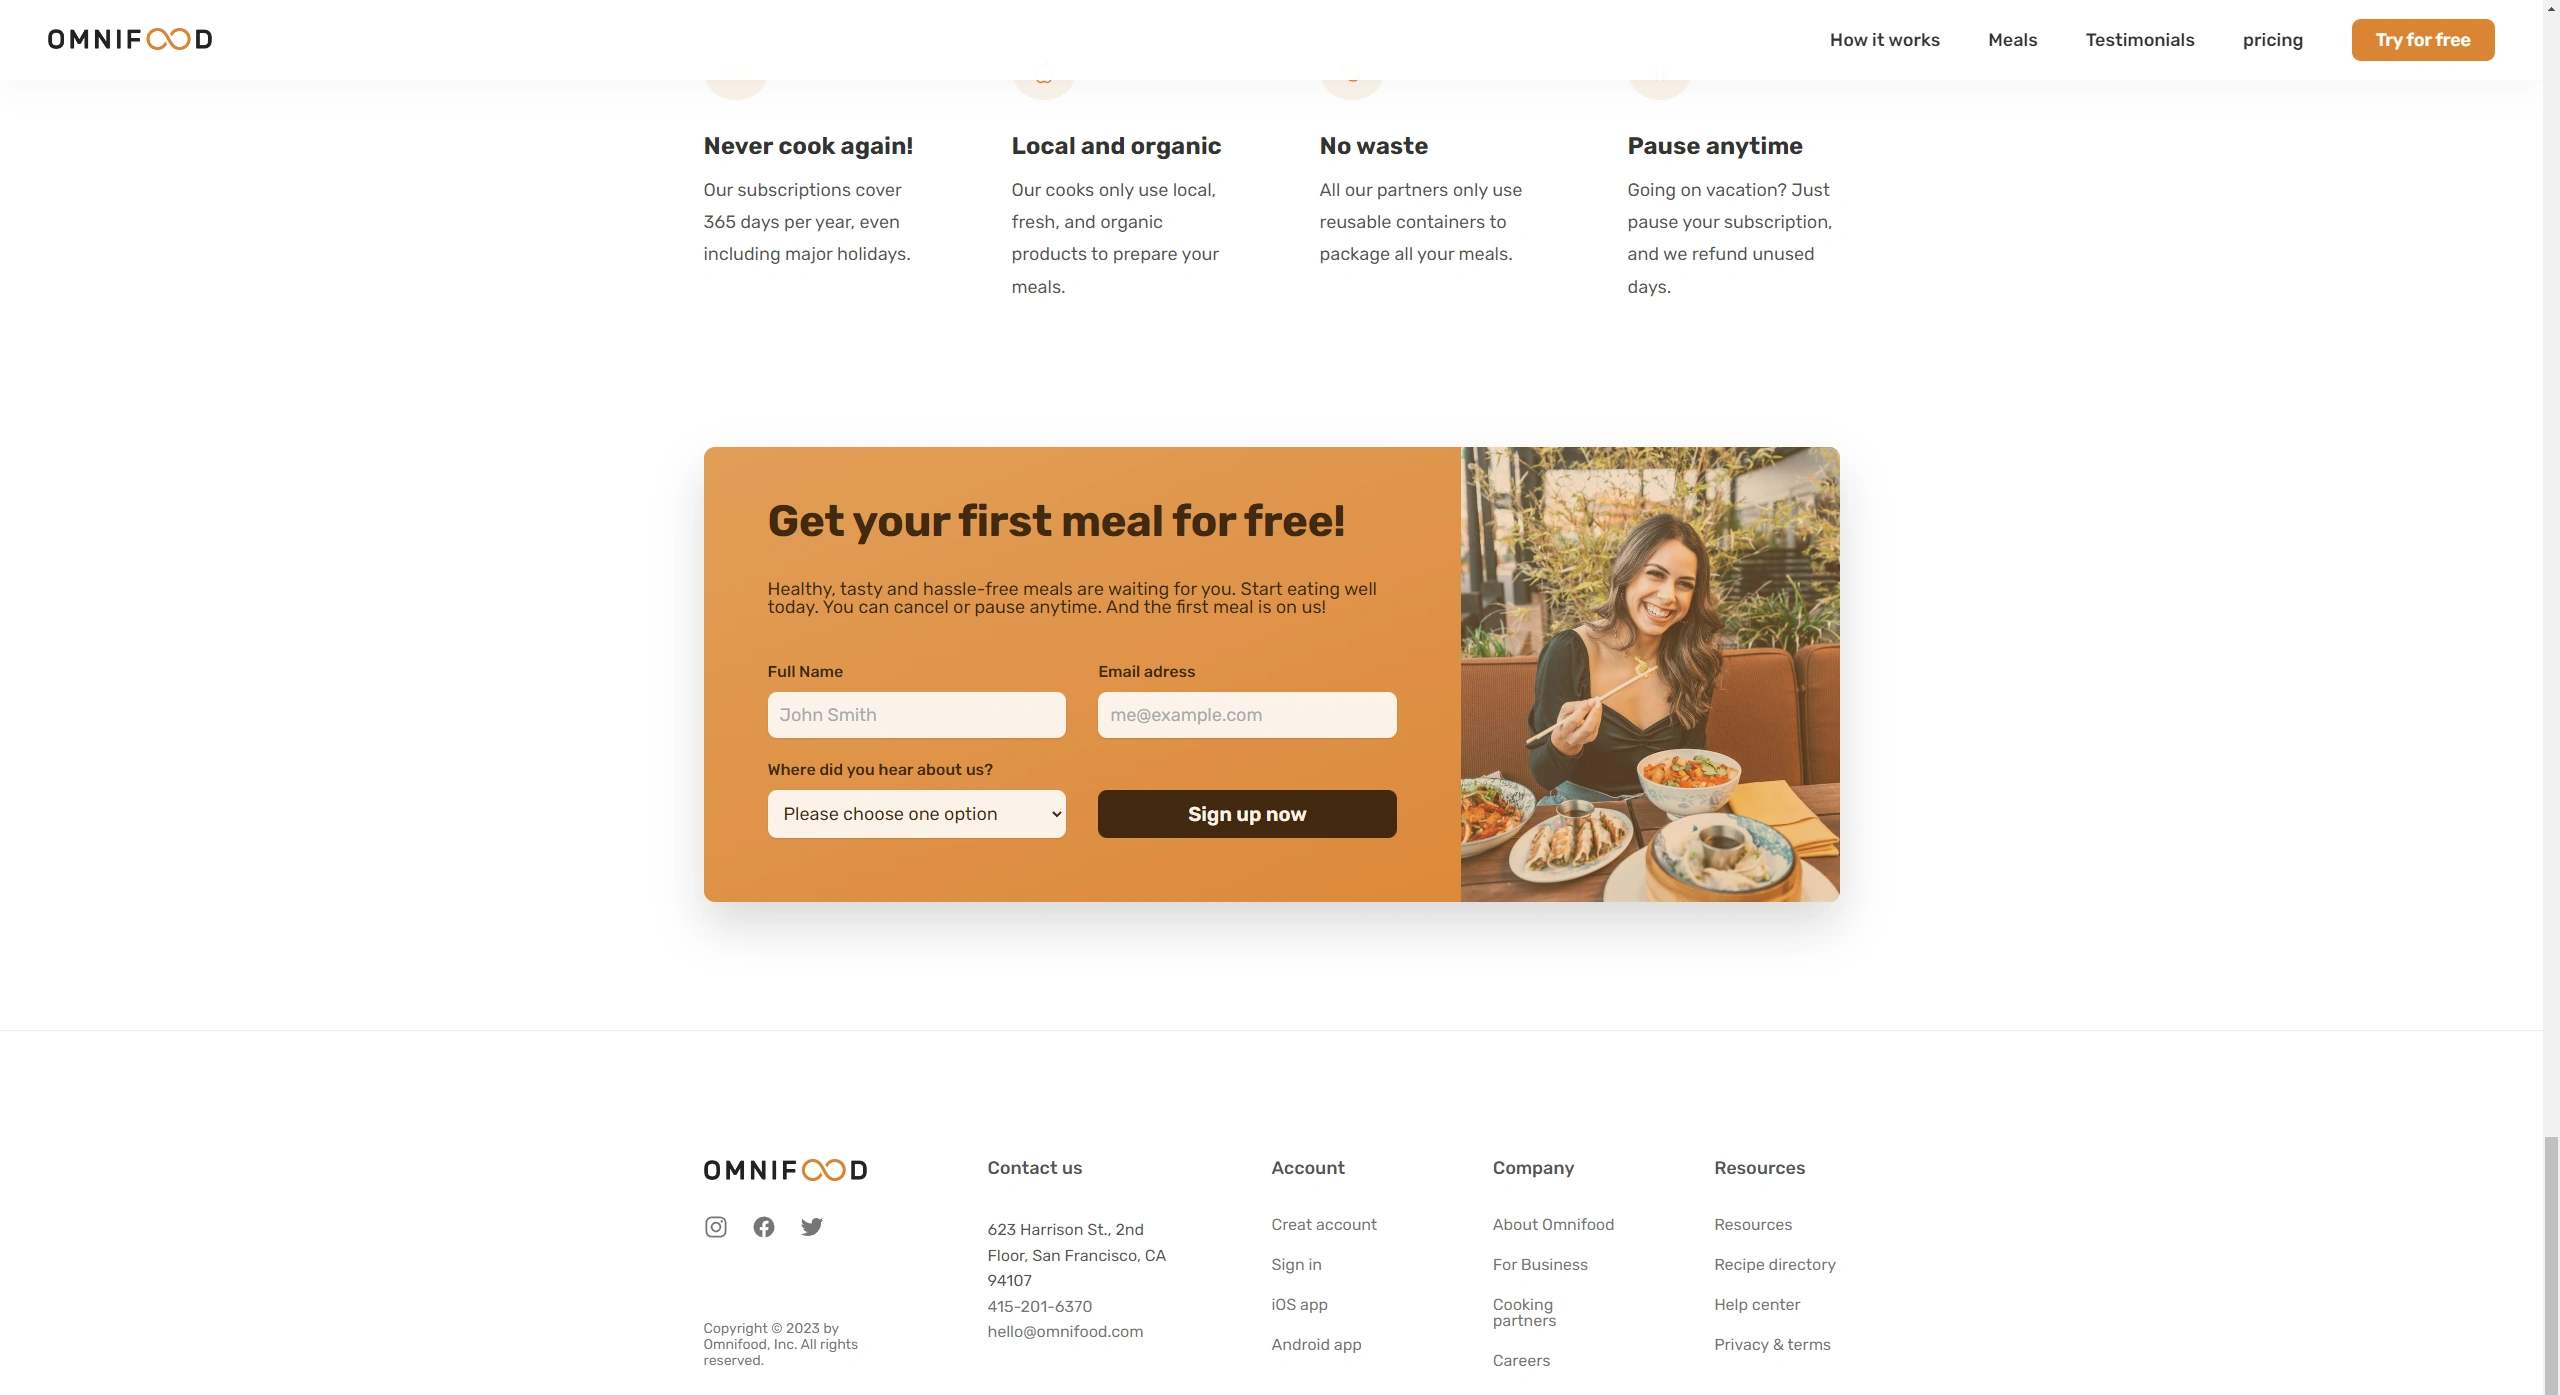 OMNIFOOD
How it works
Meals
Testimonials
pricing
Try for free
Never cook again!
Our subscriptions cover
365 days per year, even
including major holidays.
Local and organic
Our cooks only use local,
fresh, and organic
products to prepare your
meals.
No waste
All our partners only use
reusable containers to
package all your meals.
Pause anytime
Going on vacation? Just
pause your subscription,
and we refund unused
days.
Get your first meal for free!
Healthy, tasty and hassle-free meals are waiting for you. Start eating well
today. You can cancel or pause anytime. And the first meal is on us!
Full Name
John Smith
Email adress
me@example.com
Where did you hear about us?
Please choose one option
Sign up now
OMNIFOOD
Copyright © 2023 by
Omnifood, Inc. All rights
reserved.
Contact us
623 Harrison St., 2nd
Floor, San Francisco, CA
94107
415-201-6370
hello@omnifood.com
Account
Creat account
Sign in
iOS app
Android app
Company
About Omnifood
For Business
Cooking
partners
Careers
Resources
Resources
Recipe directory
Help center
Privacy & terms